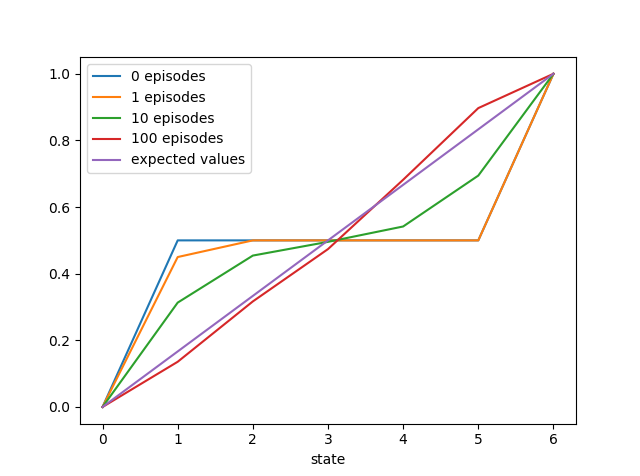 0 episodes
1 episodes
10 episodes
100 episodes
expected values
1.0
0.8
0.6
0.4
0.2
0.0
0 1 2 3 4 5 6
state